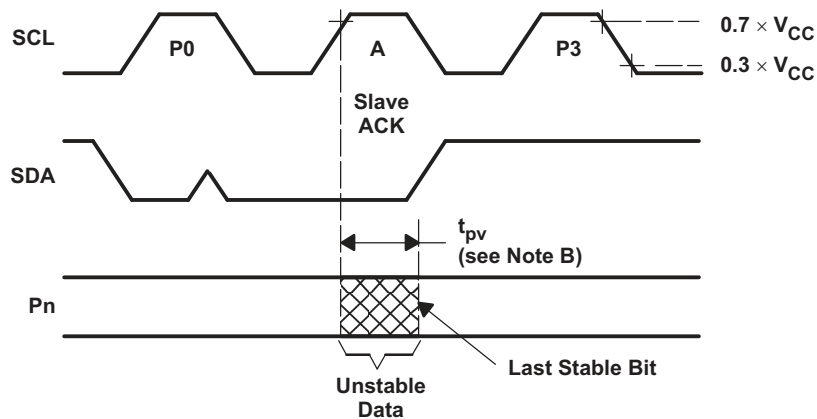 SCL
P0
A
P3
0.7 × VCC
0.3 × VCC
Slave
ACK
SDA
tpv
(see Note B)
Pn
Last Stable Bit
Unstable
Data